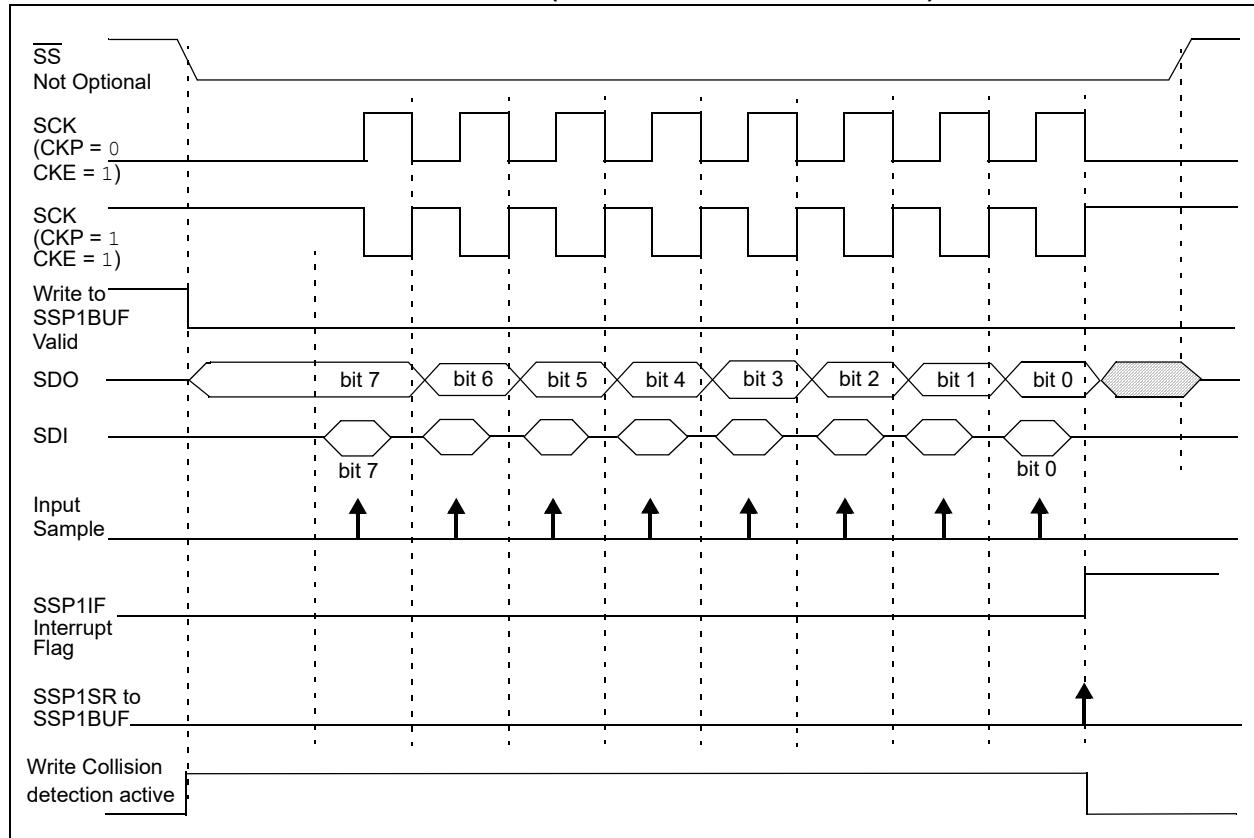 SS
Not Optional
SCK
(CKP = 0
CKE = 1)
SCK
(CKP = 1
CKE = 1)
Write to
SSP1BUF
Valid
SDO
bit 7 bit 6 bit 5 bit 4 bit 3 bit 2 bit 1 bit 0
SDI
bit 7 bit 0
Input
Sample
SSP1IF
Interrupt
Flag
SSP1SR to
SSP1BUF
Write Collision
detection active